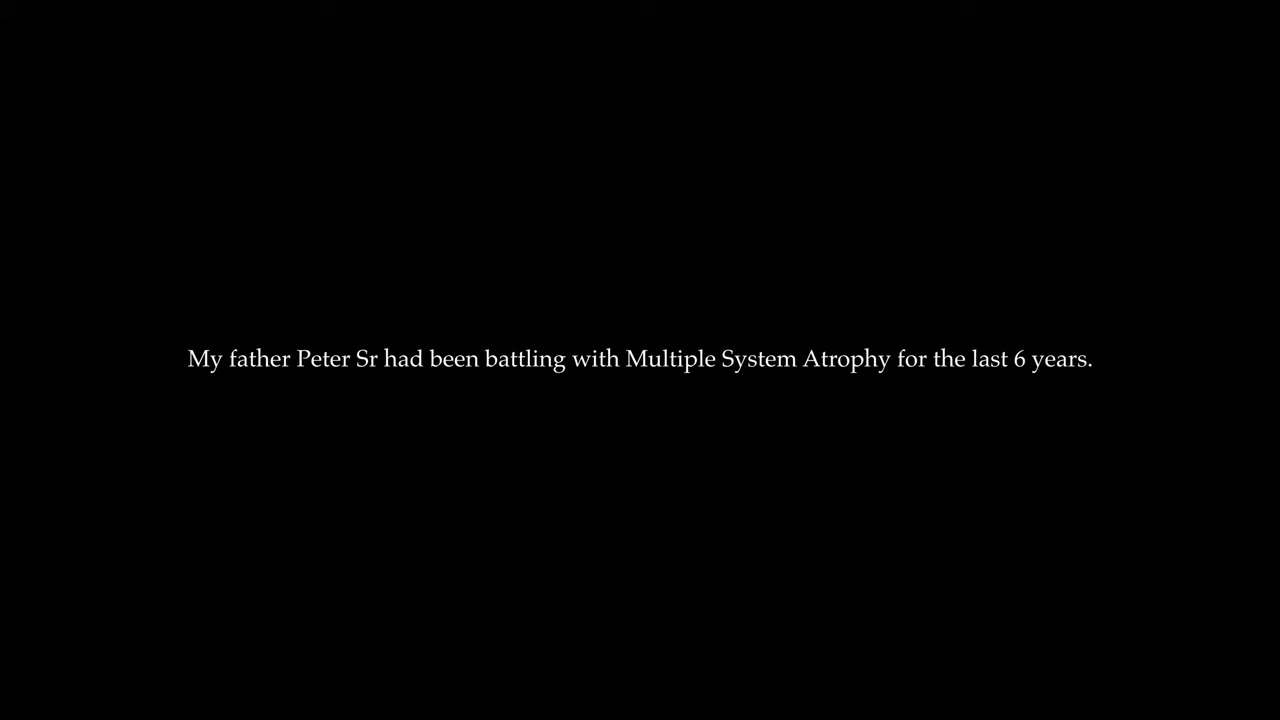 My father Peter Sr had been battling with Multiple System Atrophy for the last 6 years.